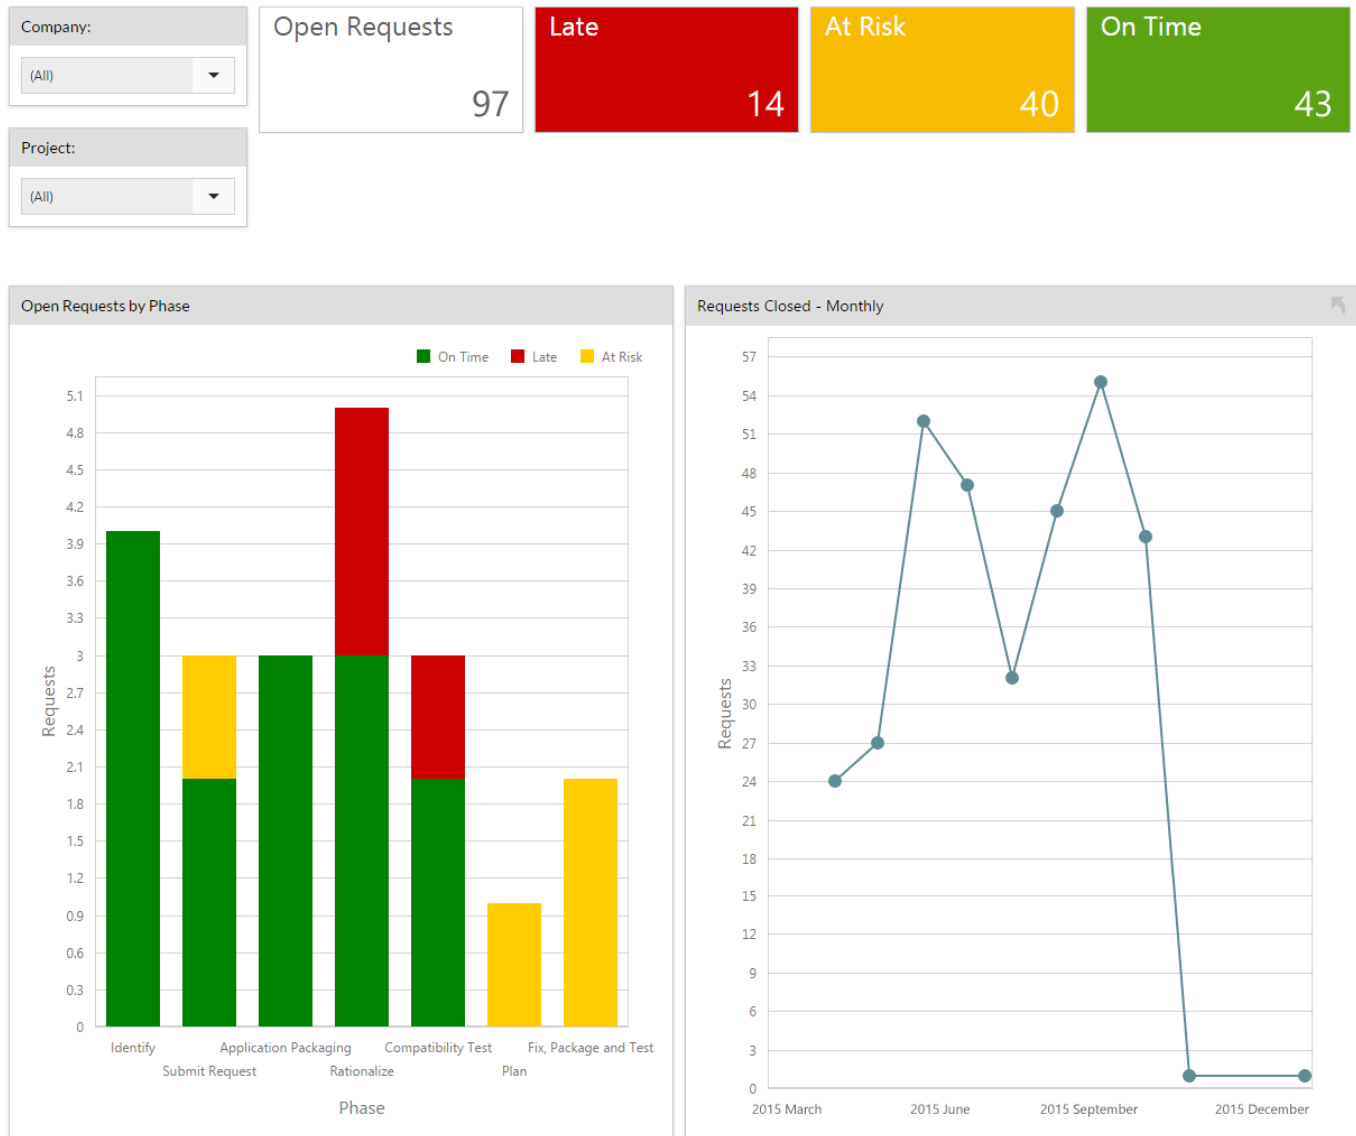 Company:
(All)
Project:
(All)
Open Requests
97
Late
14
At Risk
40
On Time
43
Open Requests by Phase
On Time
Late
At Risk
5.1
4.8
4.5
4.2
3.9
3.6
3.3
3
2.7
2.4
2.1
1.8
1.5
1.2
0.9
0.6
0.3
0
Requests
Identify
Submit Request
Application Packaging
Rationalize
Compatibility Test
Plan
Fix, Package and Test
Phase
Requests Closed - Monthly
57
54
51
48
45
42
39
36
33
30
27
24
21
18
15
12
9
6
3
0
Requests
2015 March
2015 June
2015 September
2015 December